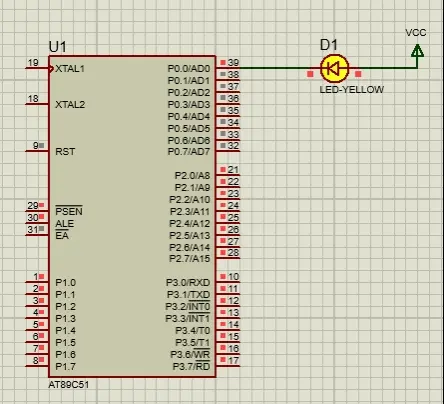 U1
D1
VCC
LED-YELLOW
19 XTAL1
18 XTAL2
9 RST
29 PSEN
30 ALE
31 EA
1 P1.0
2 P1.1
3 P1.2
4 P1.3
5 P1.4
6 P1.5
7 P1.6
8 P1.7
P0.0/AD0 39
P0.1/AD1 38
P0.2/AD2 37
P0.3/AD3 36
P0.4/AD4 35
P0.5/AD5 34
P0.6/AD6 33
P0.7/AD7 32
P2.0/A8 21
P2.1/A9 22
P2.2/A10 23
P2.3/A11 24
P2.4/A12 25
P2.5/A13 26
P2.6/A14 27
P2.7/A15 28
P3.0/RXD 10
P3.1/TXD 11
P3.2/INT0 12
P3.3/INT1 13
P3.4/T0 14
P3.5/T1 15
P3.6/WR 16
P3.7/RD 17
AT89C51